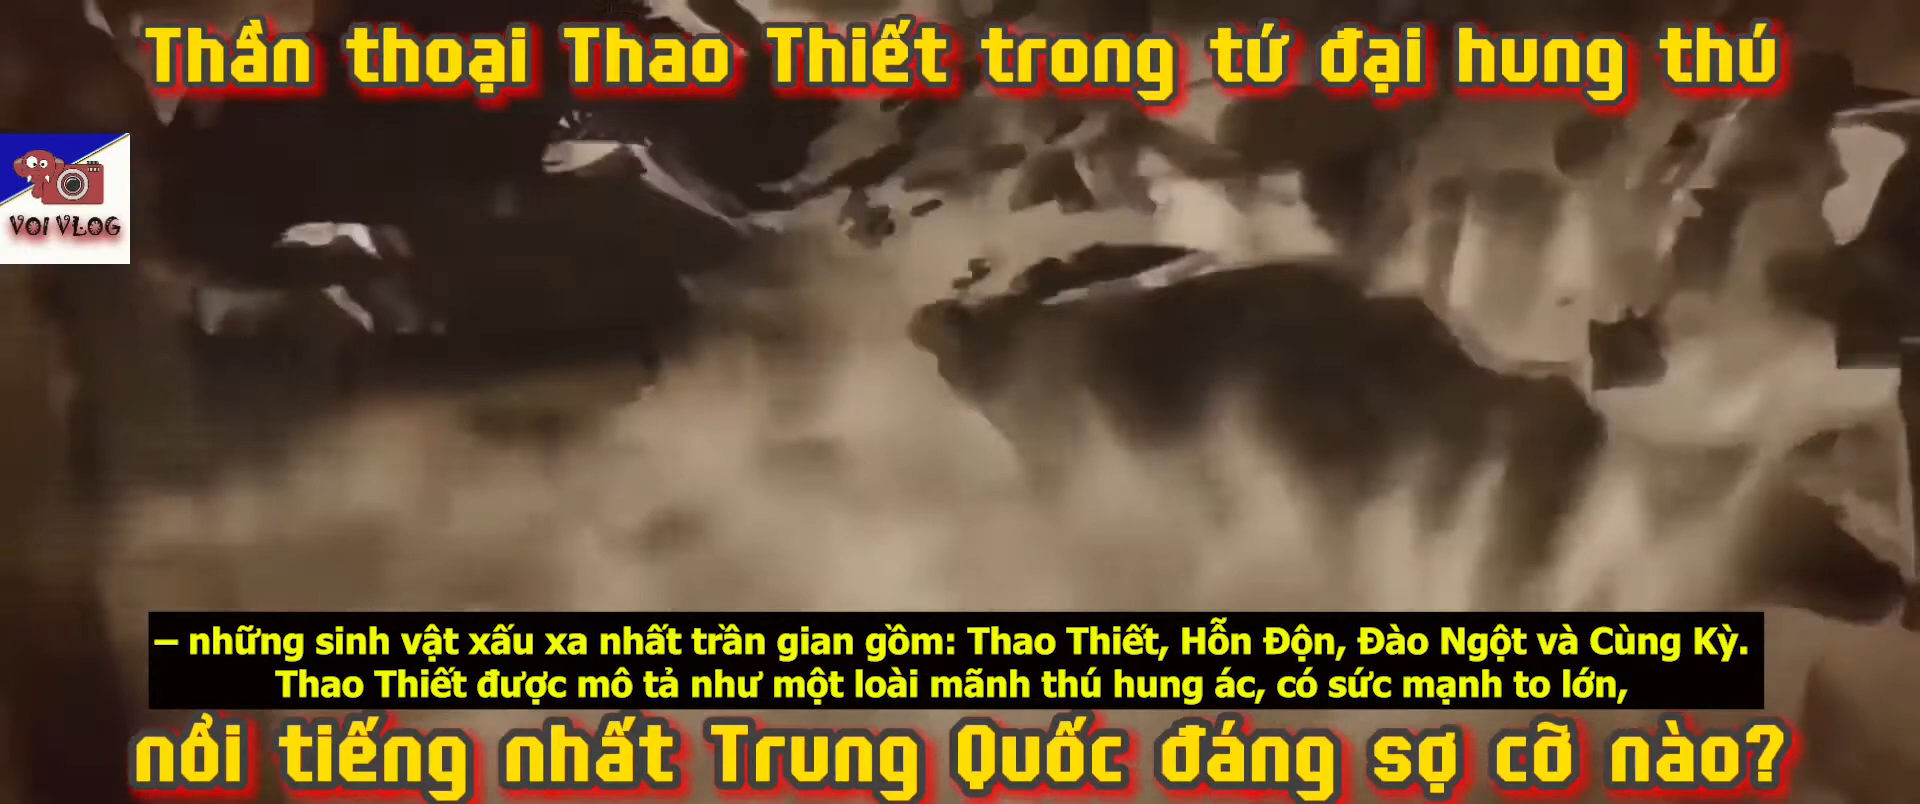 Thần thoại Thao Thiết trong tứ đại hung thú
VOI VLOG
– những sinh vật xấu xa nhất trần gian gồm: Thao Thiết, Hỗn Độn, Đào Ngột và Cùng Kỳ.
Thao Thiết được mô tả như một loài mãnh thú hung ác, có sức mạnh to lớn,
nổi tiếng nhất Trung Quốc đáng sợ cỡ nào?